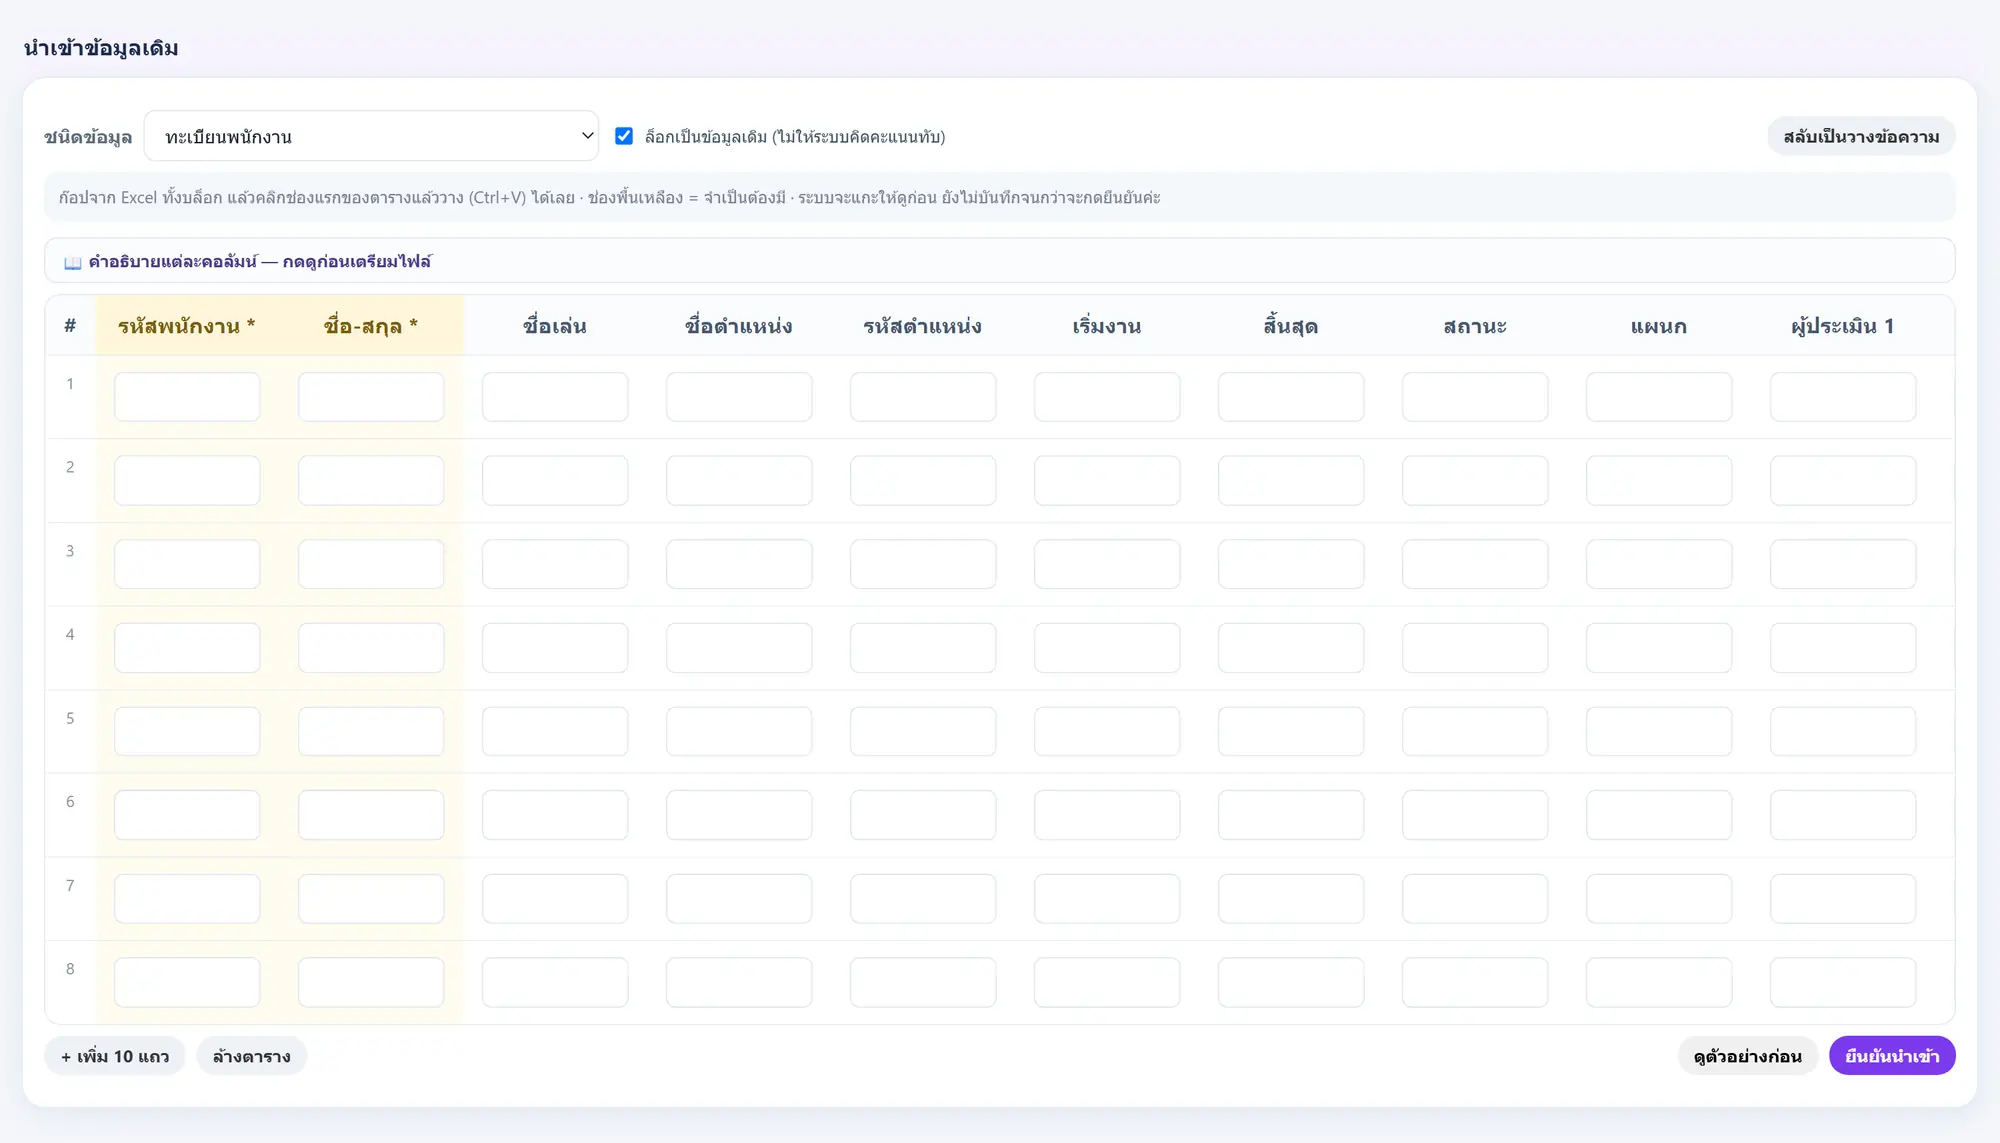 นำเข้าข้อมูลเดิม
ชนิดข้อมูล ทะเบียนพนักงาน ล็อกเป็นข้อมูลเดิม (ไม่ให้ระบบคิดคะแนนทับ) สลับเป็นวางข้อความ
ก๊อปจาก Excel ทั้งบล็อก แล้วคลิกช่องแรกของตารางแล้ววาง (Ctrl+V) ได้เลย · ช่องพื้นเหลือง = จำเป็นต้องมี · ระบบจะแกะให้ดูก่อน ยังไม่บันทึกจนกว่าจะกดยืนยันค่ะ
📖 คำอธิบายแต่ละคอลัมน์ — กดดูก่อนเตรียมไฟล์
# รหัสพนักงาน * ชื่อ-สกุล * ชื่อเล่น ชื่อตำแหน่ง รหัสตำแหน่ง เริ่มงาน สิ้นสุด สถานะ แผนก ผู้ประเมิน 1
1
2
3
4
5
6
7
8
+ เพิ่ม 10 แถว ล้างตาราง ดูตัวอย่างก่อน ยืนยันนำเข้า